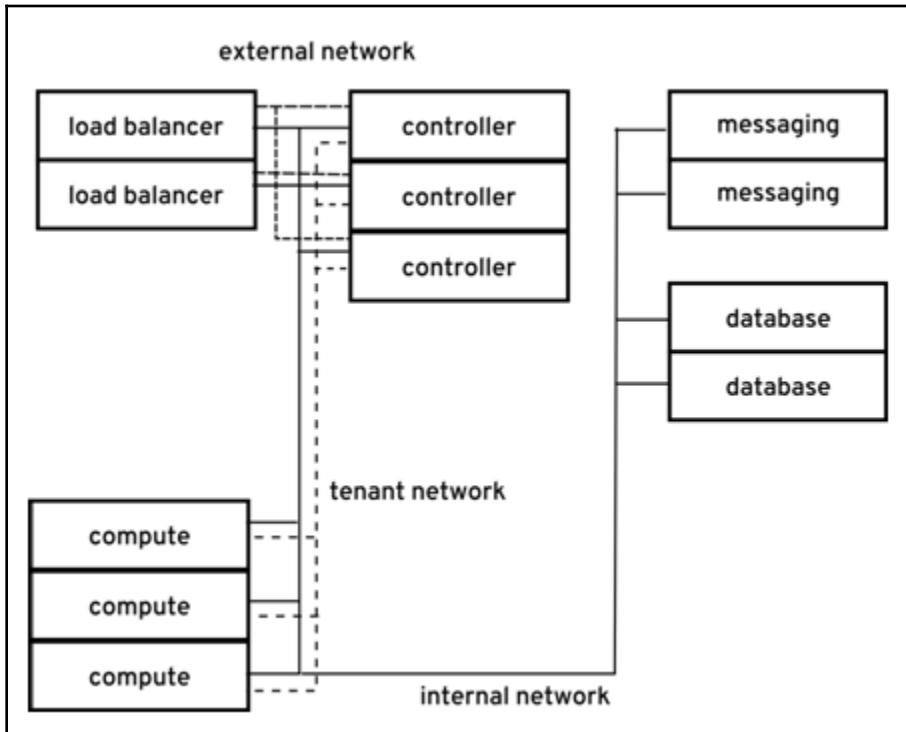 external network
load balancer
load balancer
controller
controller
controller
messaging
messaging
database
database
tenant network
compute
compute
compute
internal network